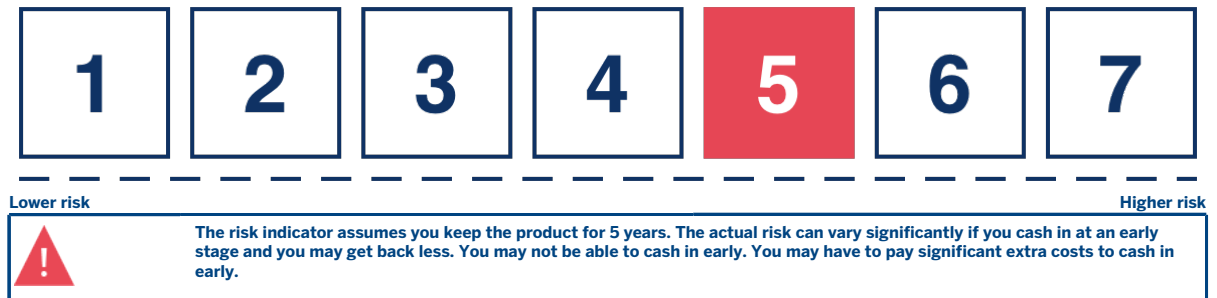 1 2 3 4 5 6 7
Lower risk Higher risk
!
The risk indicator assumes you keep the product for 5 years. The actual risk can vary significantly if you cash in at an early
stage and you may get back less. You may not be able to cash in early. You may have to pay significant extra costs to cash in
early.